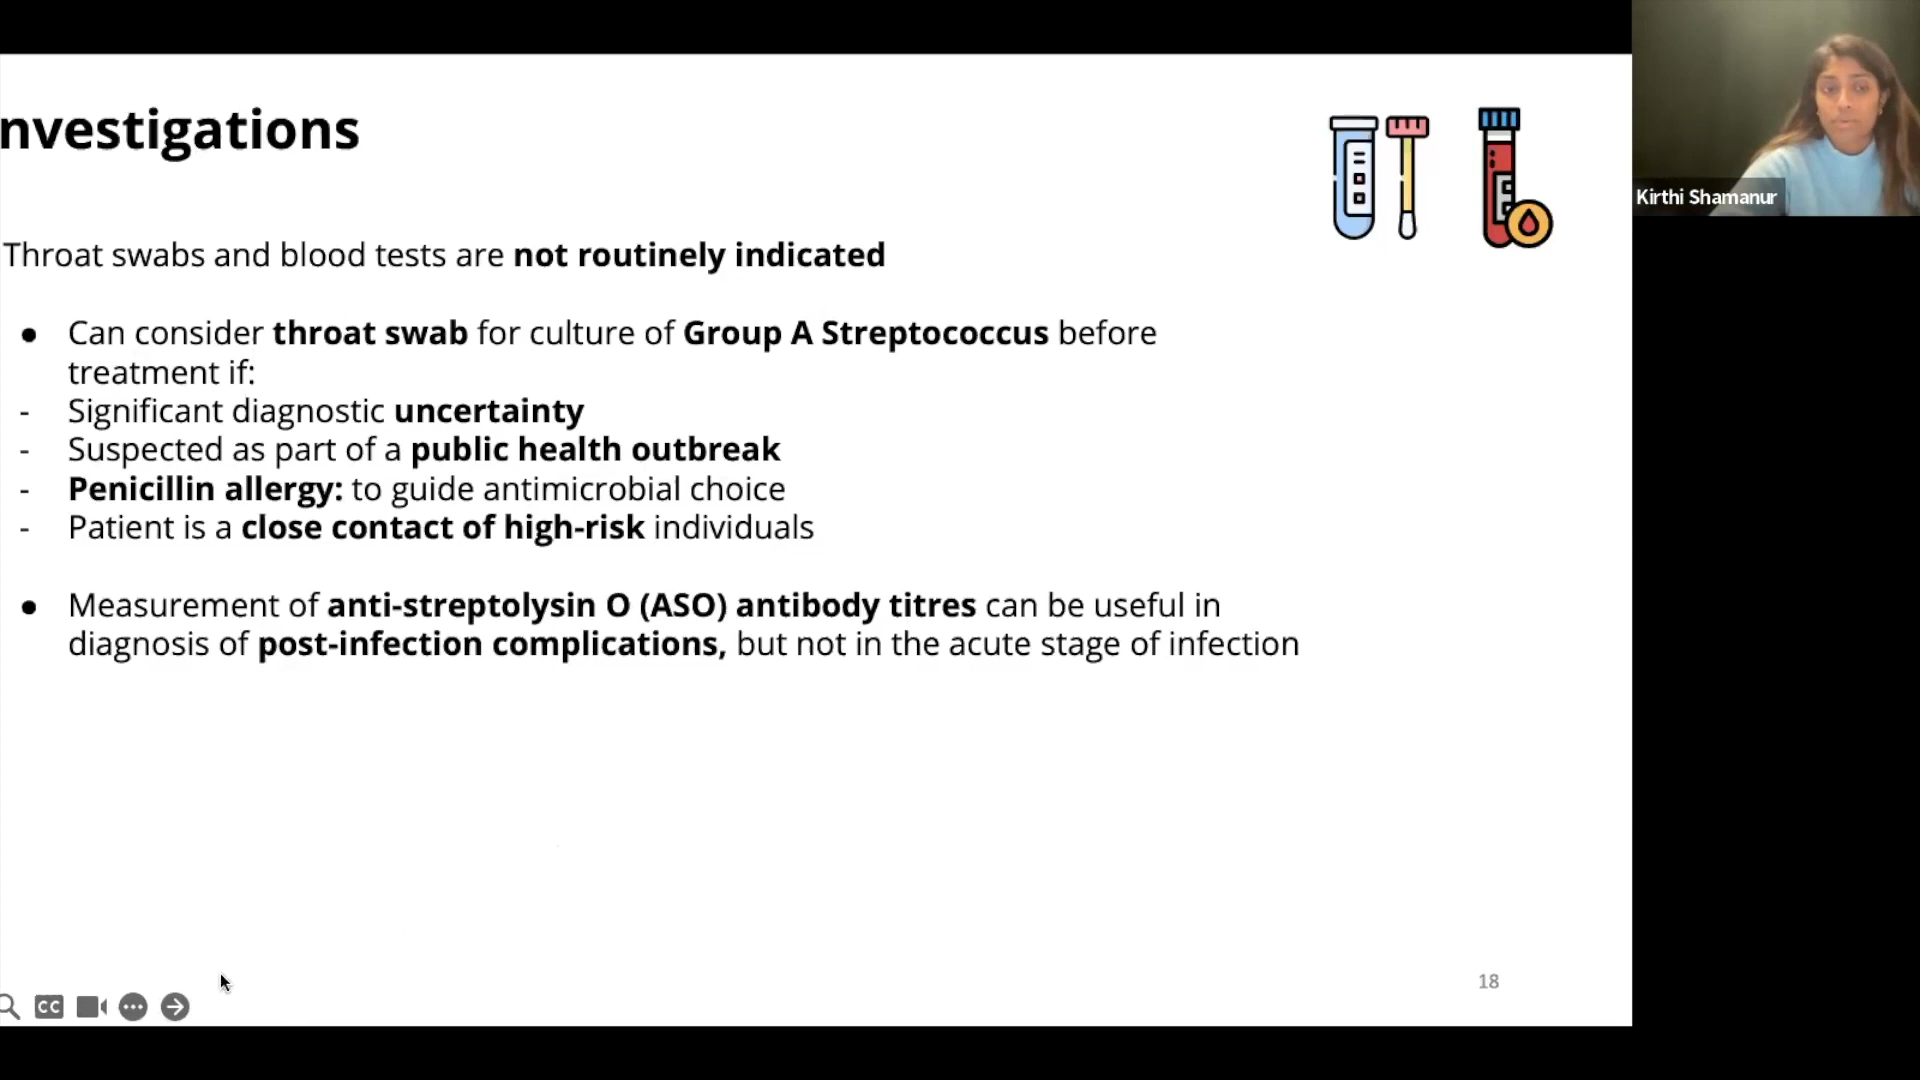 nvestigations
Kirthi Shamanur
Throat swabs and blood tests are not routinely indicated
● Can consider throat swab for culture of Group A Streptococcus before
treatment if:
- Significant diagnostic uncertainty
- Suspected as part of a public health outbreak
- Penicillin allergy: to guide antimicrobial choice
- Patient is a close contact of high-risk individuals
● Measurement of anti-streptolysin O (ASO) antibody titres can be useful in
diagnosis of post-infection complications, but not in the acute stage of infection
18
CC